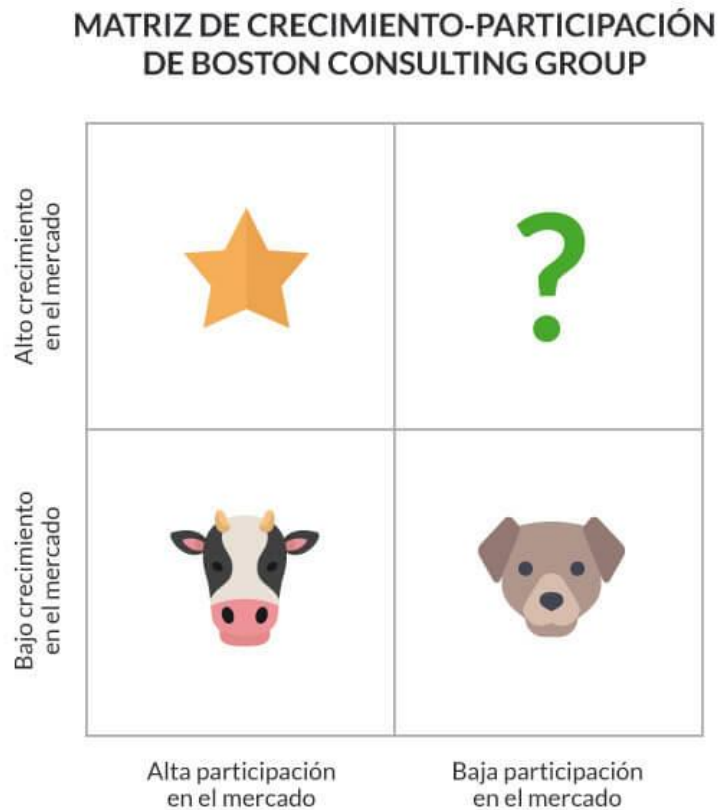 MATRIZ DE CRECIMIENTO-PARTICIPACIÓN
DE BOSTON CONSULTING GROUP
Alto crecimiento
en el mercado
?
Bajo crecimiento
en el mercado
Alta participación
en el mercado
Baja participación
en el mercado